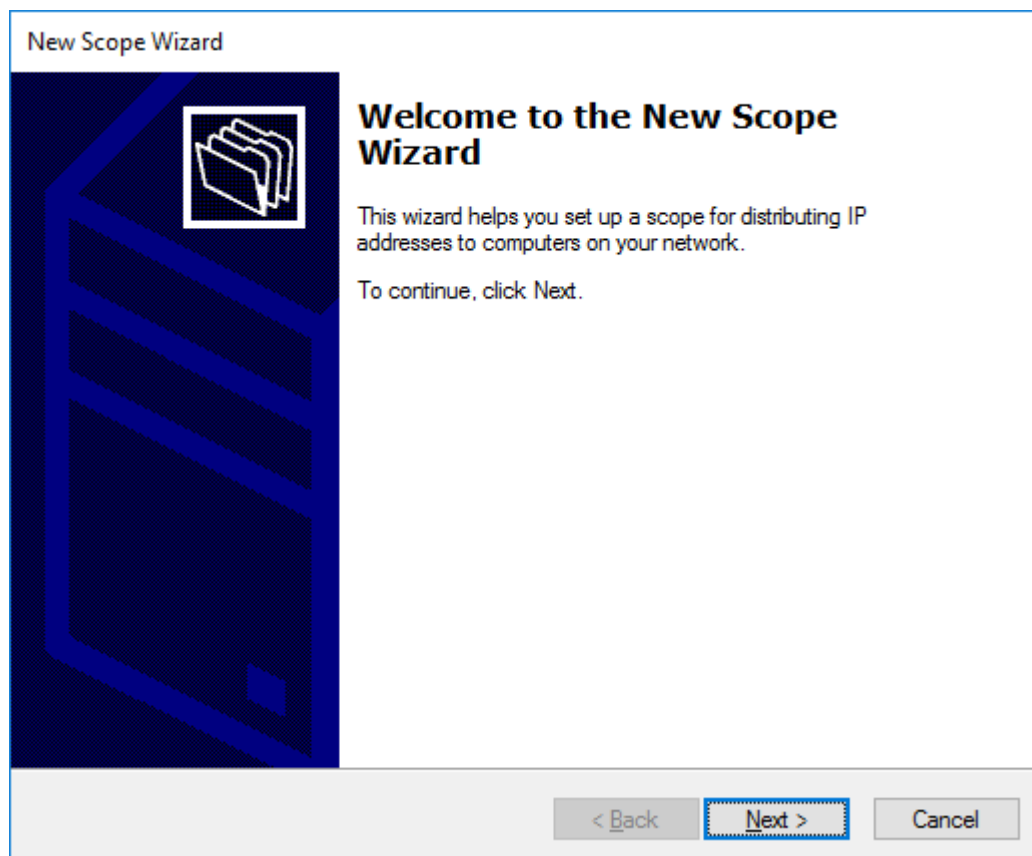 New Scope Wizard
Welcome to the New Scope
Wizard
This wizard helps you set up a scope for distributing IP
addresses to computers on your network.
To continue, click Next.
< Back
Next >
Cancel